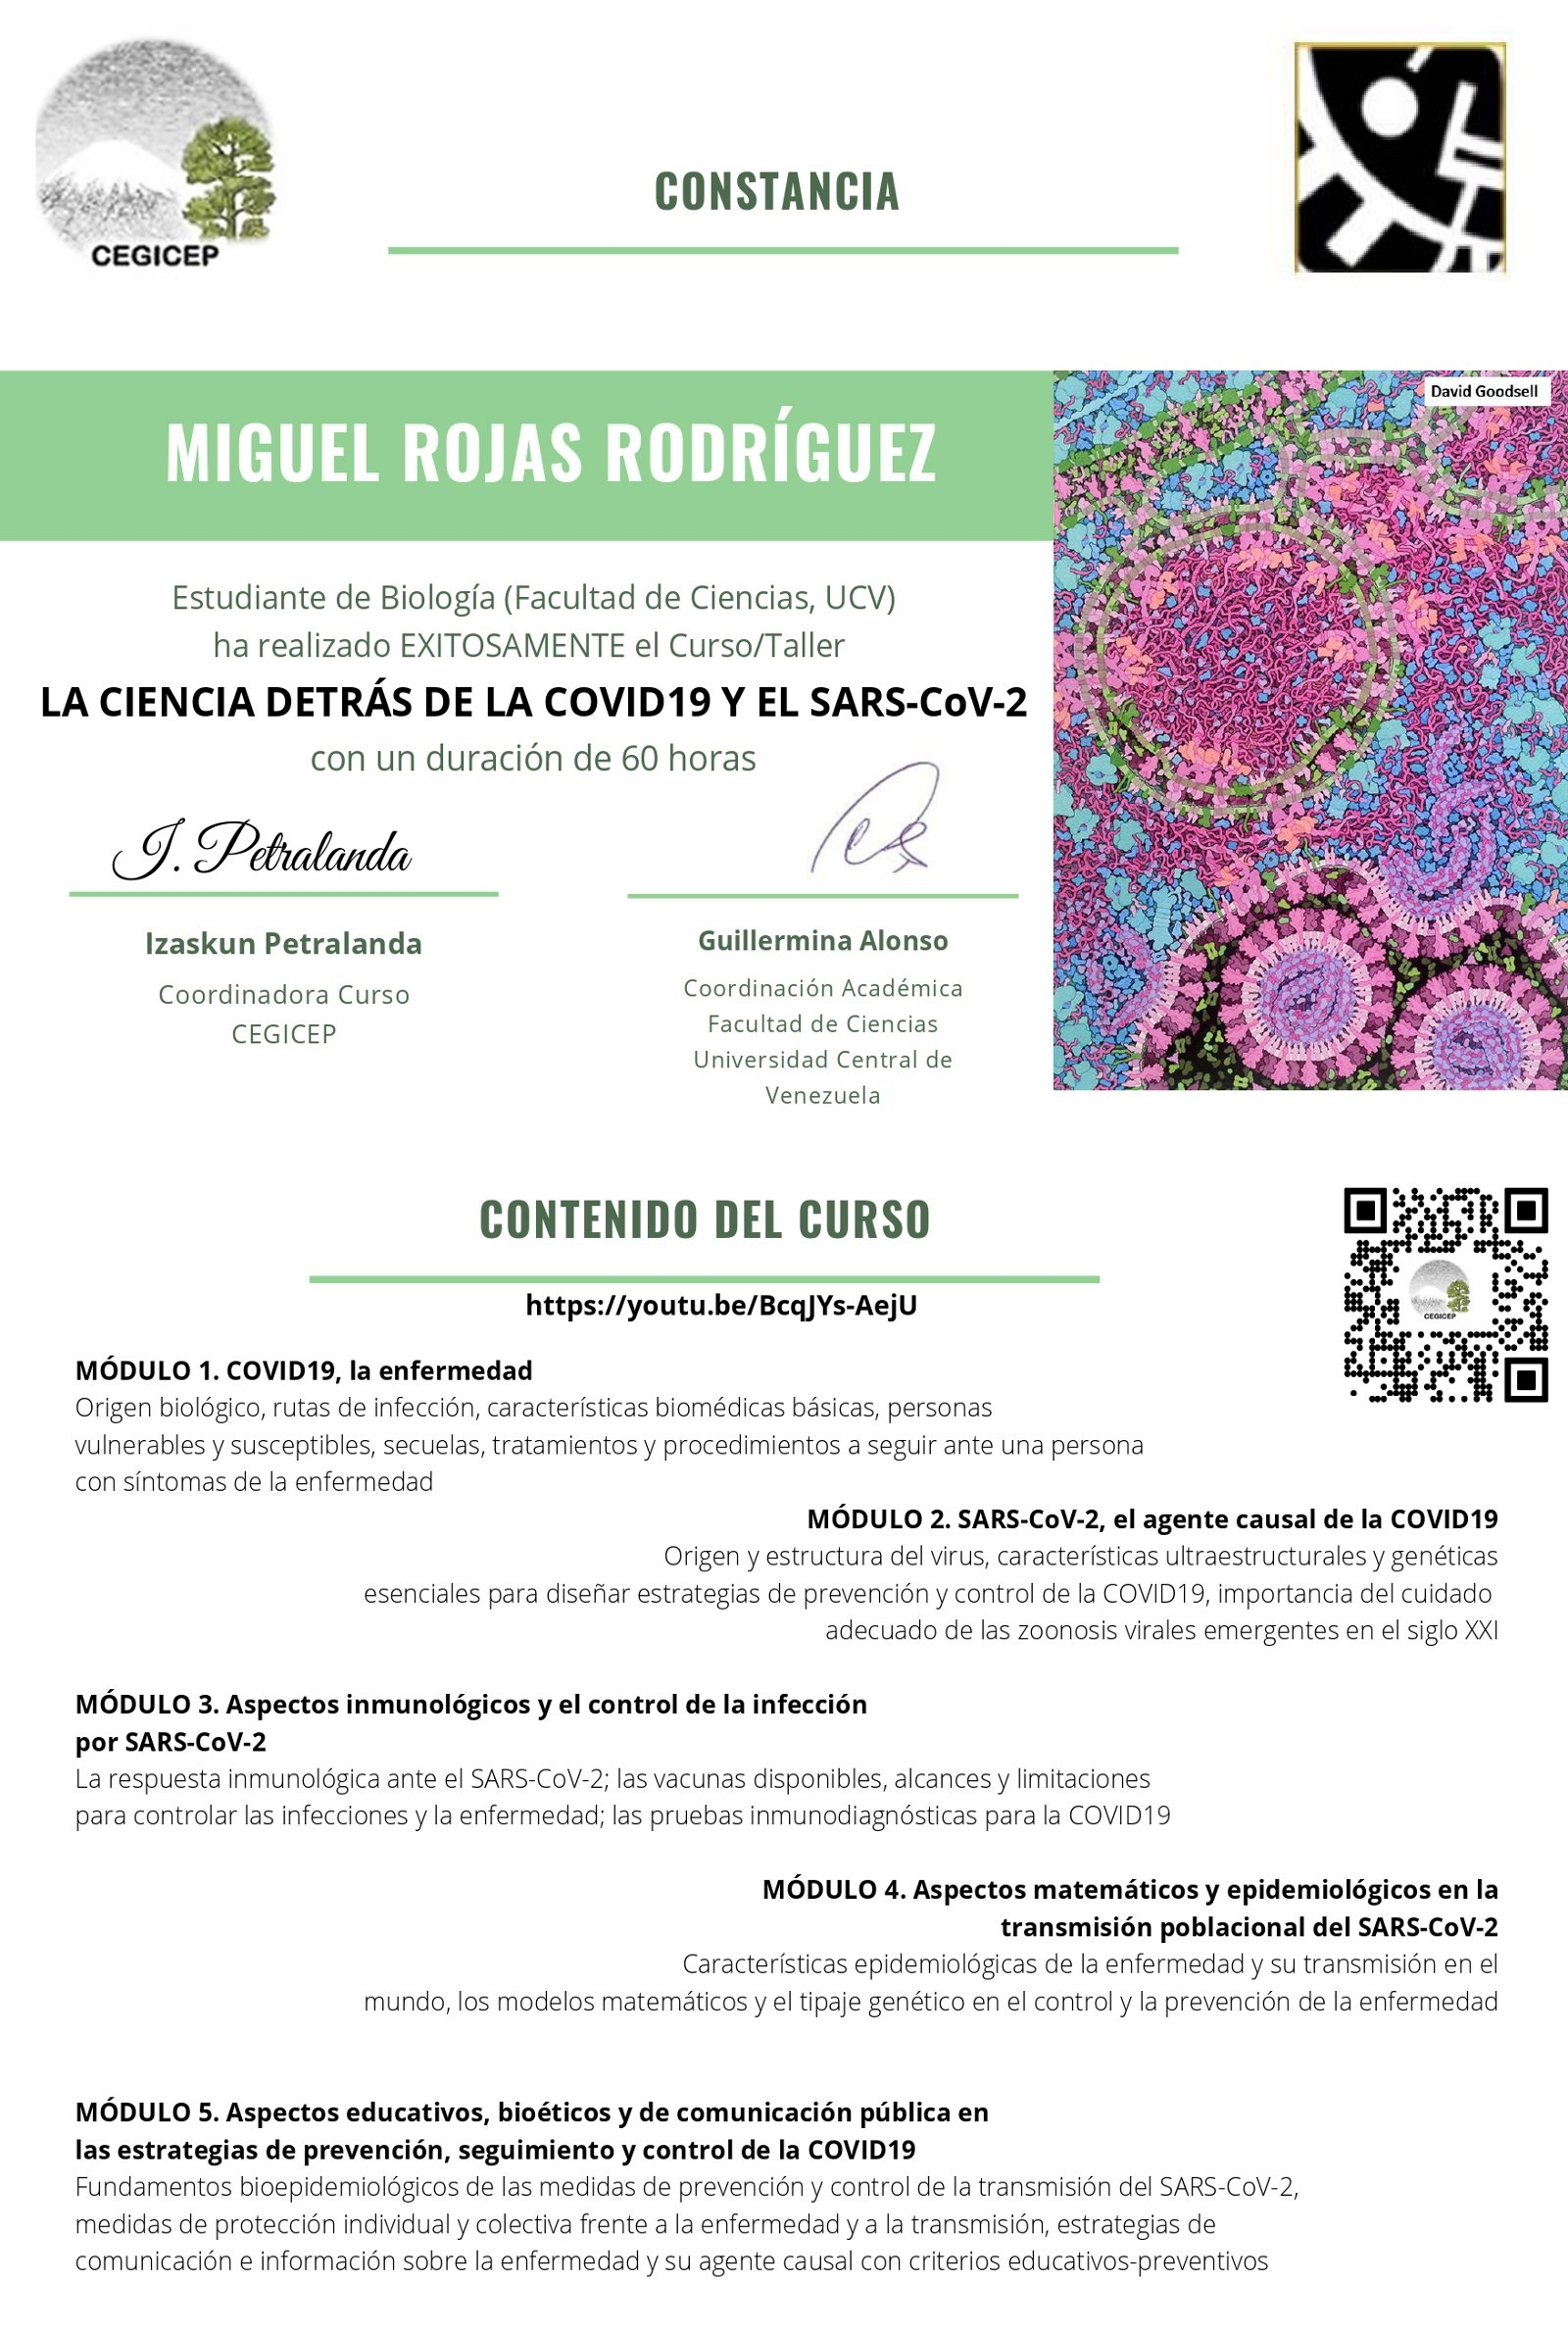 CEGICEP
CONSTANCIA
David Goodsell
MIGUEL ROJAS RODRÍGUEZ
Estudiante de Biología (Facultad de Ciencias, UCV)
ha realizado EXITOSAMENTE el Curso/Taller
LA CIENCIA DETRÁS DE LA COVID19 Y EL SARS-CoV-2
con un duración de 60 horas
I. Petralanda
Izaskun Petralanda
Coordinadora Curso
CEGICEP
Guillermina Alonso
Coordinación Académica
Facultad de Ciencias
Universidad Central de
Venezuela
CONTENIDO DEL CURSO
https://youtu.be/BcqJYs-AejU
CEGICEP
MÓDULO 1. COVID19, la enfermedad
Origen biológico, rutas de infección, características biomédicas básicas, personas
vulnerables y susceptibles, secuelas, tratamientos y procedimientos a seguir ante una persona
con síntomas de la enfermedad
MÓDULO 2. SARS-CoV-2, el agente causal de la COVID19
Origen y estructura del virus, características ultraestructurales y genéticas
esenciales para diseñar estrategias de prevención y control de la COVID19, importancia del cuidado
adecuado de las zoonosis virales emergentes en el siglo XXI
MÓDULO 3. Aspectos inmunológicos y el control de la infección
por SARS-CoV-2
La respuesta inmunológica ante el SARS-CoV-2; las vacunas disponibles, alcances y limitaciones
para controlar las infecciones y la enfermedad; las pruebas inmunodiagnósticas para la COVID19
MÓDULO 4. Aspectos matemáticos y epidemiológicos en la
transmisión poblacional del SARS-CoV-2
Características epidemiológicas de la enfermedad y su transmisión en el
mundo, los modelos matemáticos y el tipaje genético en el control y la prevención de la enfermedad
MÓDULO 5. Aspectos educativos, bioéticos y de comunicación pública en
las estrategias de prevención, seguimiento y control de la COVID19
Fundamentos bioepidemiológicos de las medidas de prevención y control de la transmisión del SARS-CoV-2,
medidas de protección individual y colectiva frente a la enfermedad y a la transmisión, estrategias de
comunicación e información sobre la enfermedad y su agente causal con criterios educativos-preventivos